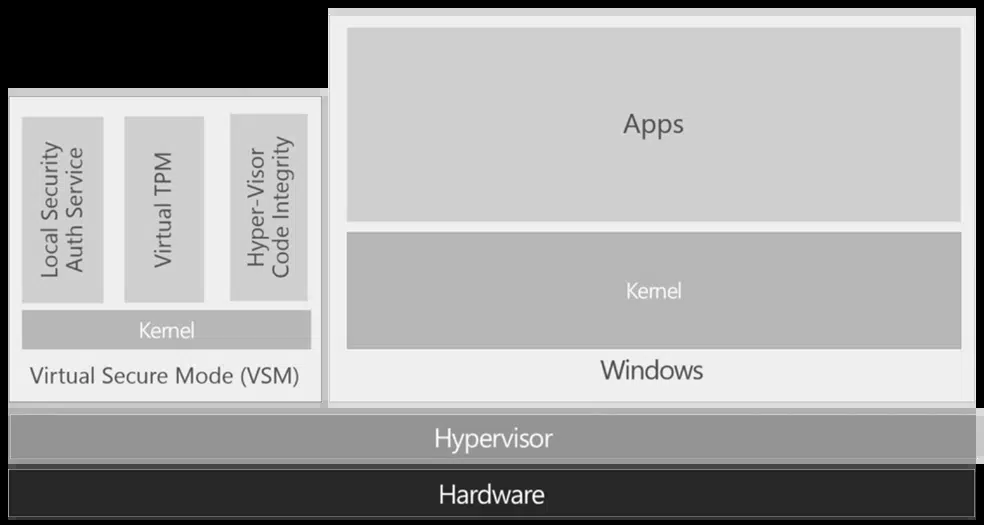 Local Security
Auth Service
Virtual TPM
Hyper-Visor
Code Integrity
Kernel
Virtual Secure Mode (VSM)
Apps
Kernel
Windows
Hypervisor
Hardware